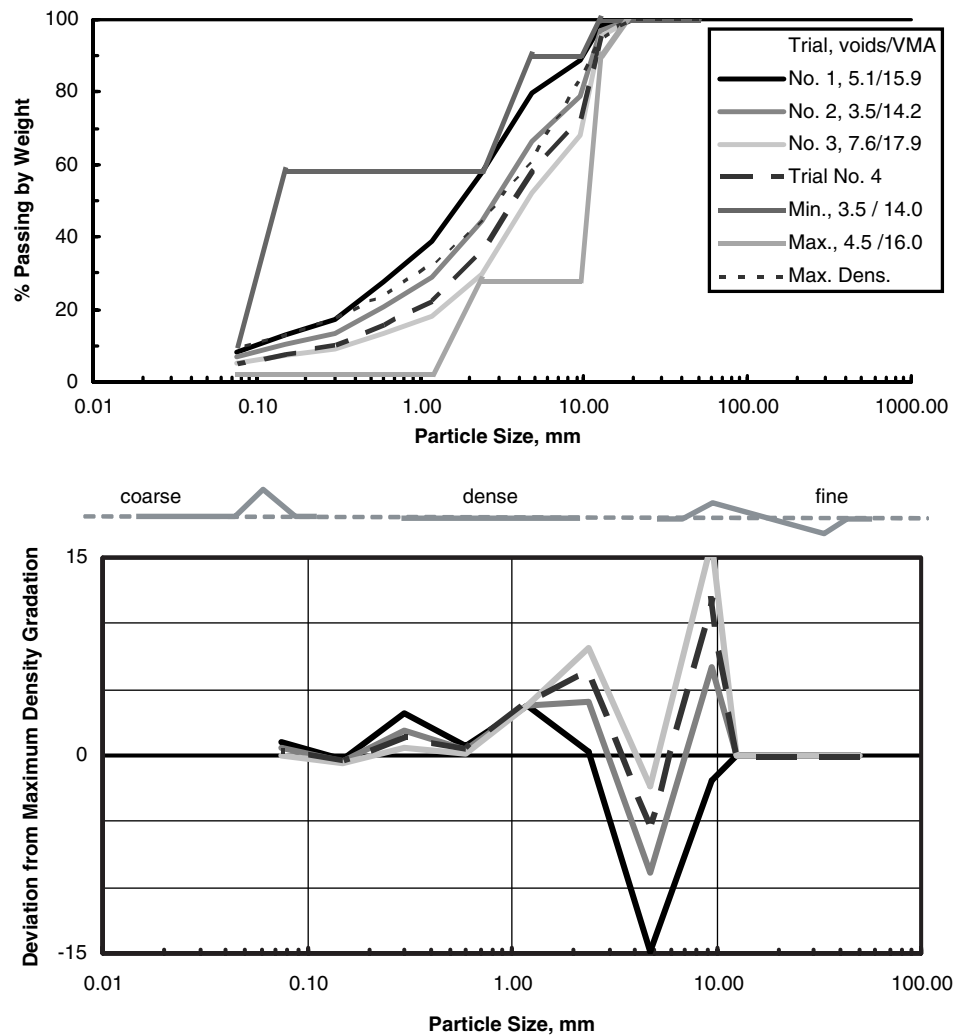 100
80
60
40
20
0
% Passing by Weight
0.01 0.10 1.00 10.00 100.00 1000.00
Particle Size, mm
Trial, voids/VMA
No. 1, 5.1/15.9
No. 2, 3.5/14.2
No. 3, 7.6/17.9
Trial No. 4
Min., 3.5 / 14.0
Max., 4.5 /16.0
Max. Dens.
coarse dense fine
15
0
-15
Deviation from Maximum Density Gradation
0.01 0.10 1.00 10.00 100.00
Particle Size, mm